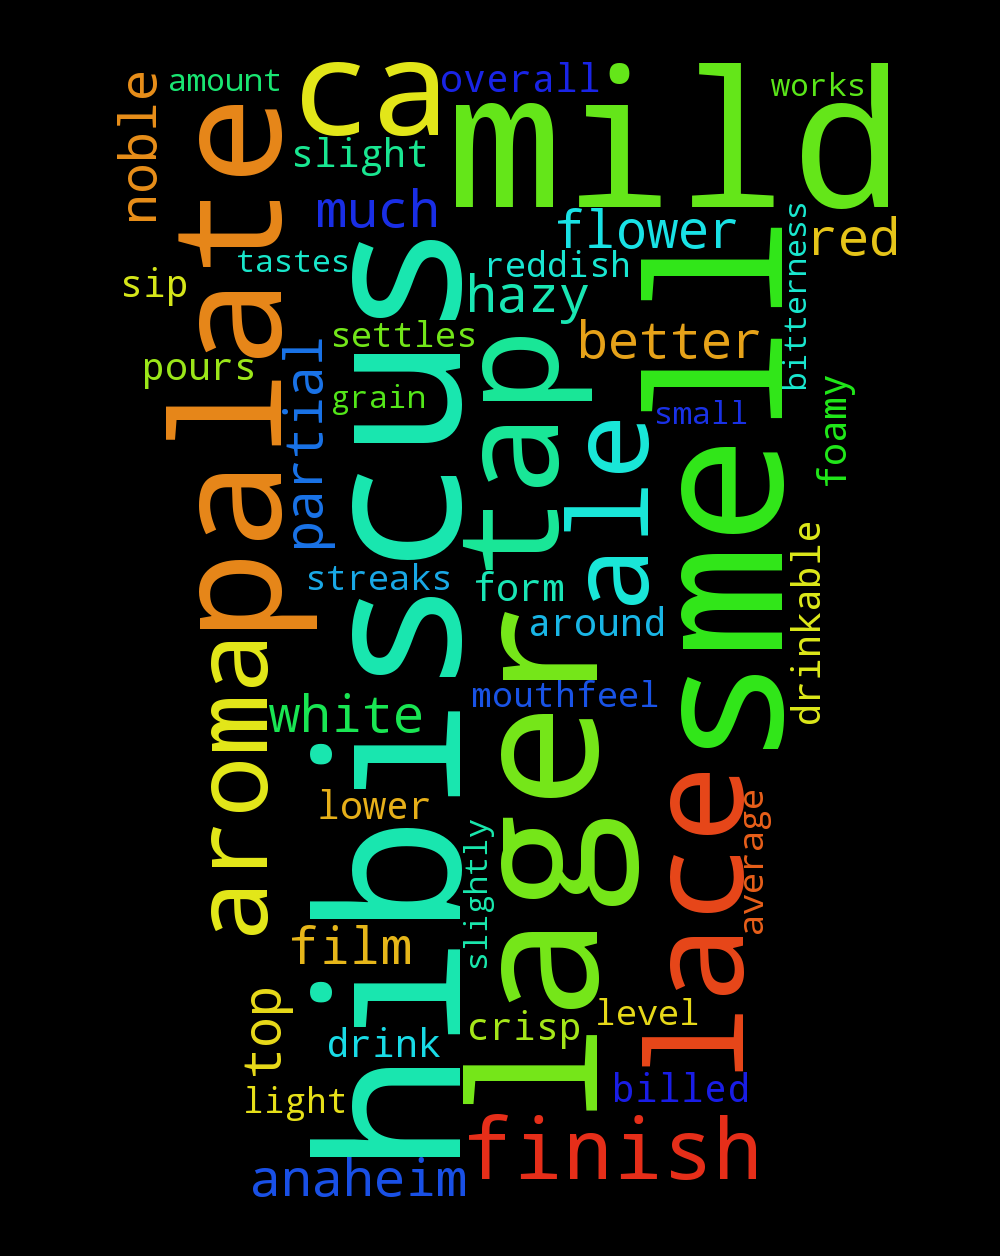 noble
amount
ca
overall
mild
works
palate
slight
much
flower
red
bitterness
tastes
reddish
sip
hazy
hibiscus
settles
better
smell
pours
partial
grain
tap
small
foamy
ale
streaks
form
drinkable
around
aroma
mouthfeel
white
lager
lower
lace
average
slightly
film
top
crisp
level
drink
light
billed
finish
anaheim